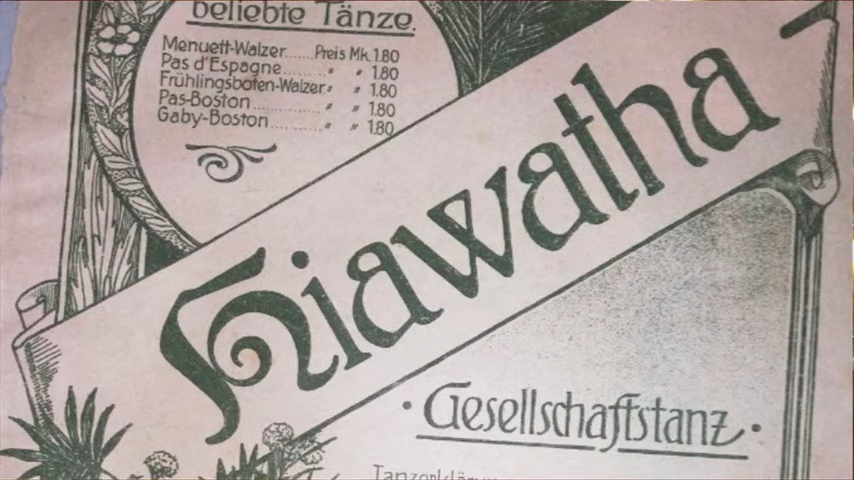 beliebte Tänze.
Menuett-Walzer......Preis Mk. 1.80
Pas d'Espagne........ " " 1.80
Frühlingsboten-Walzer " " 1.80
Pas-Boston............... " " 1.80
Gaby-Boston............ " " 1.80
Hiawatha
· Gesellschaftstanz ·